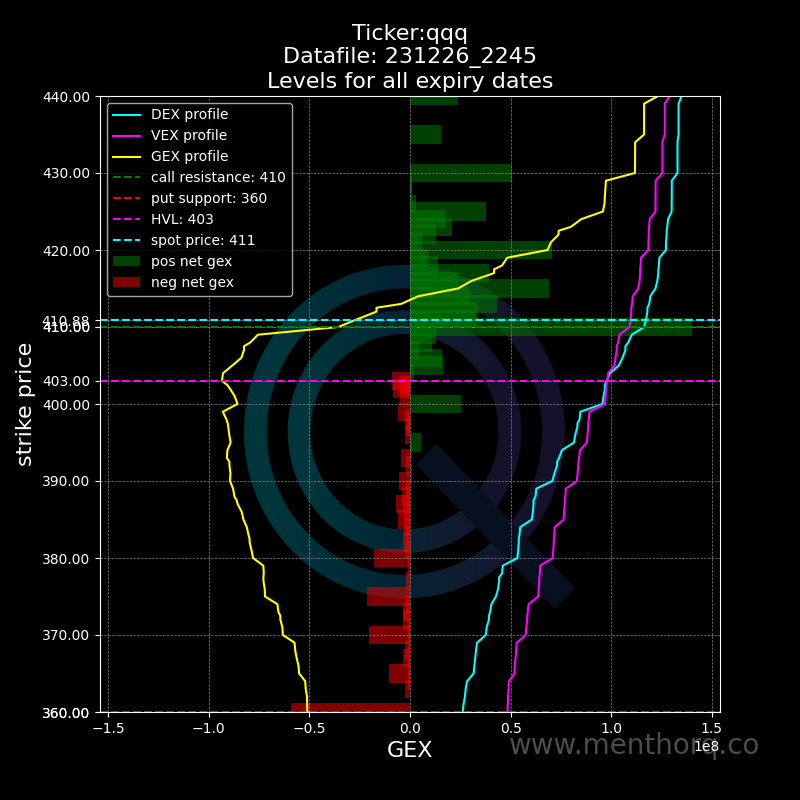 Ticker:qqq
Datafile: 231226_2245
Levels for all expiry dates
DEX profile
VEX profile
GEX profile
call resistance: 410
put support: 360
HVL: 403
spot price: 411
pos net gex
neg net gex
440.00
430.00
420.00
410.88
410.00
403.00
400.00
390.00
380.00
370.00
360.00
strike price
−1.5 −1.0 −0.5 0.0 0.5 1.0 1.5
1e8
GEX
www.menthorq.co